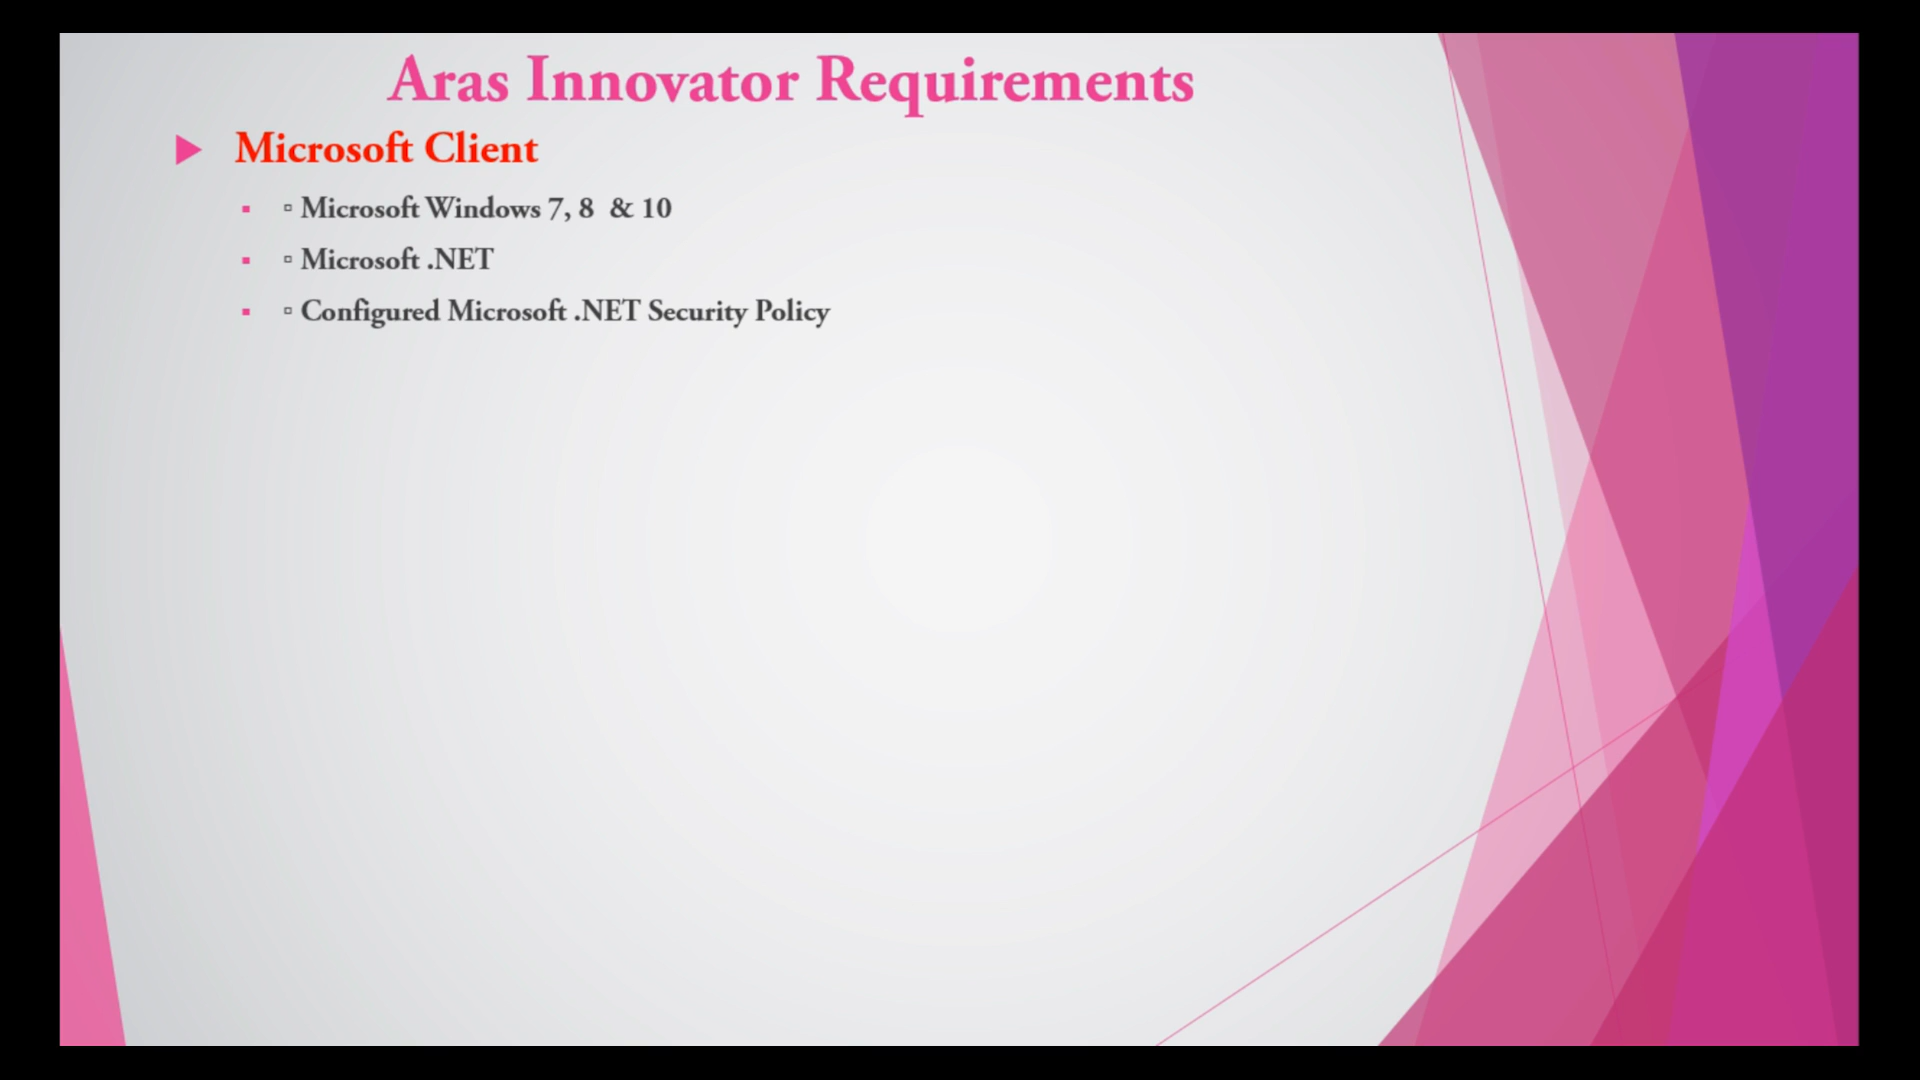 Aras Innovator Requirements
Microsoft Client
▫ Microsoft Windows 7, 8 & 10
▫ Microsoft .NET
▫ Configured Microsoft .NET Security Policy